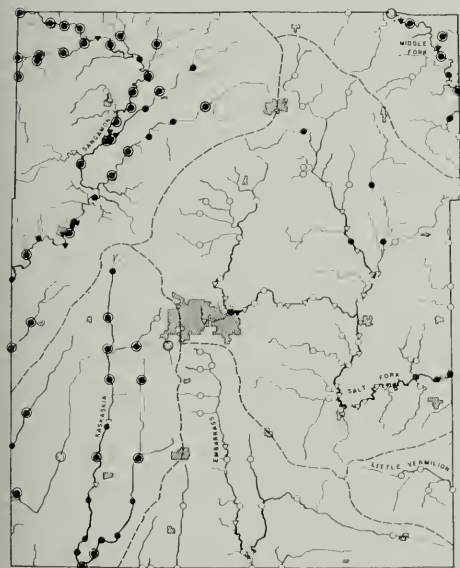 MIDDLE
FORK
SANGAMON
KASKASKIA
EMBARRASS
SALT FORK
LITTLE VERMILION